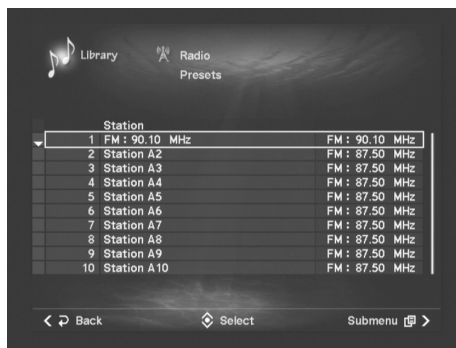 Library Radio
Presets
Station
1 FM : 90.10 MHz FM : 90.10 MHz
2 Station A2 FM : 87.50 MHz
3 Station A3 FM : 87.50 MHz
4 Station A4 FM : 87.50 MHz
5 Station A5 FM : 87.50 MHz
6 Station A6 FM : 87.50 MHz
7 Station A7 FM : 87.50 MHz
8 Station A8 FM : 87.50 MHz
9 Station A9 FM : 87.50 MHz
10 Station A10 FM : 87.50 MHz
Back Select Submenu